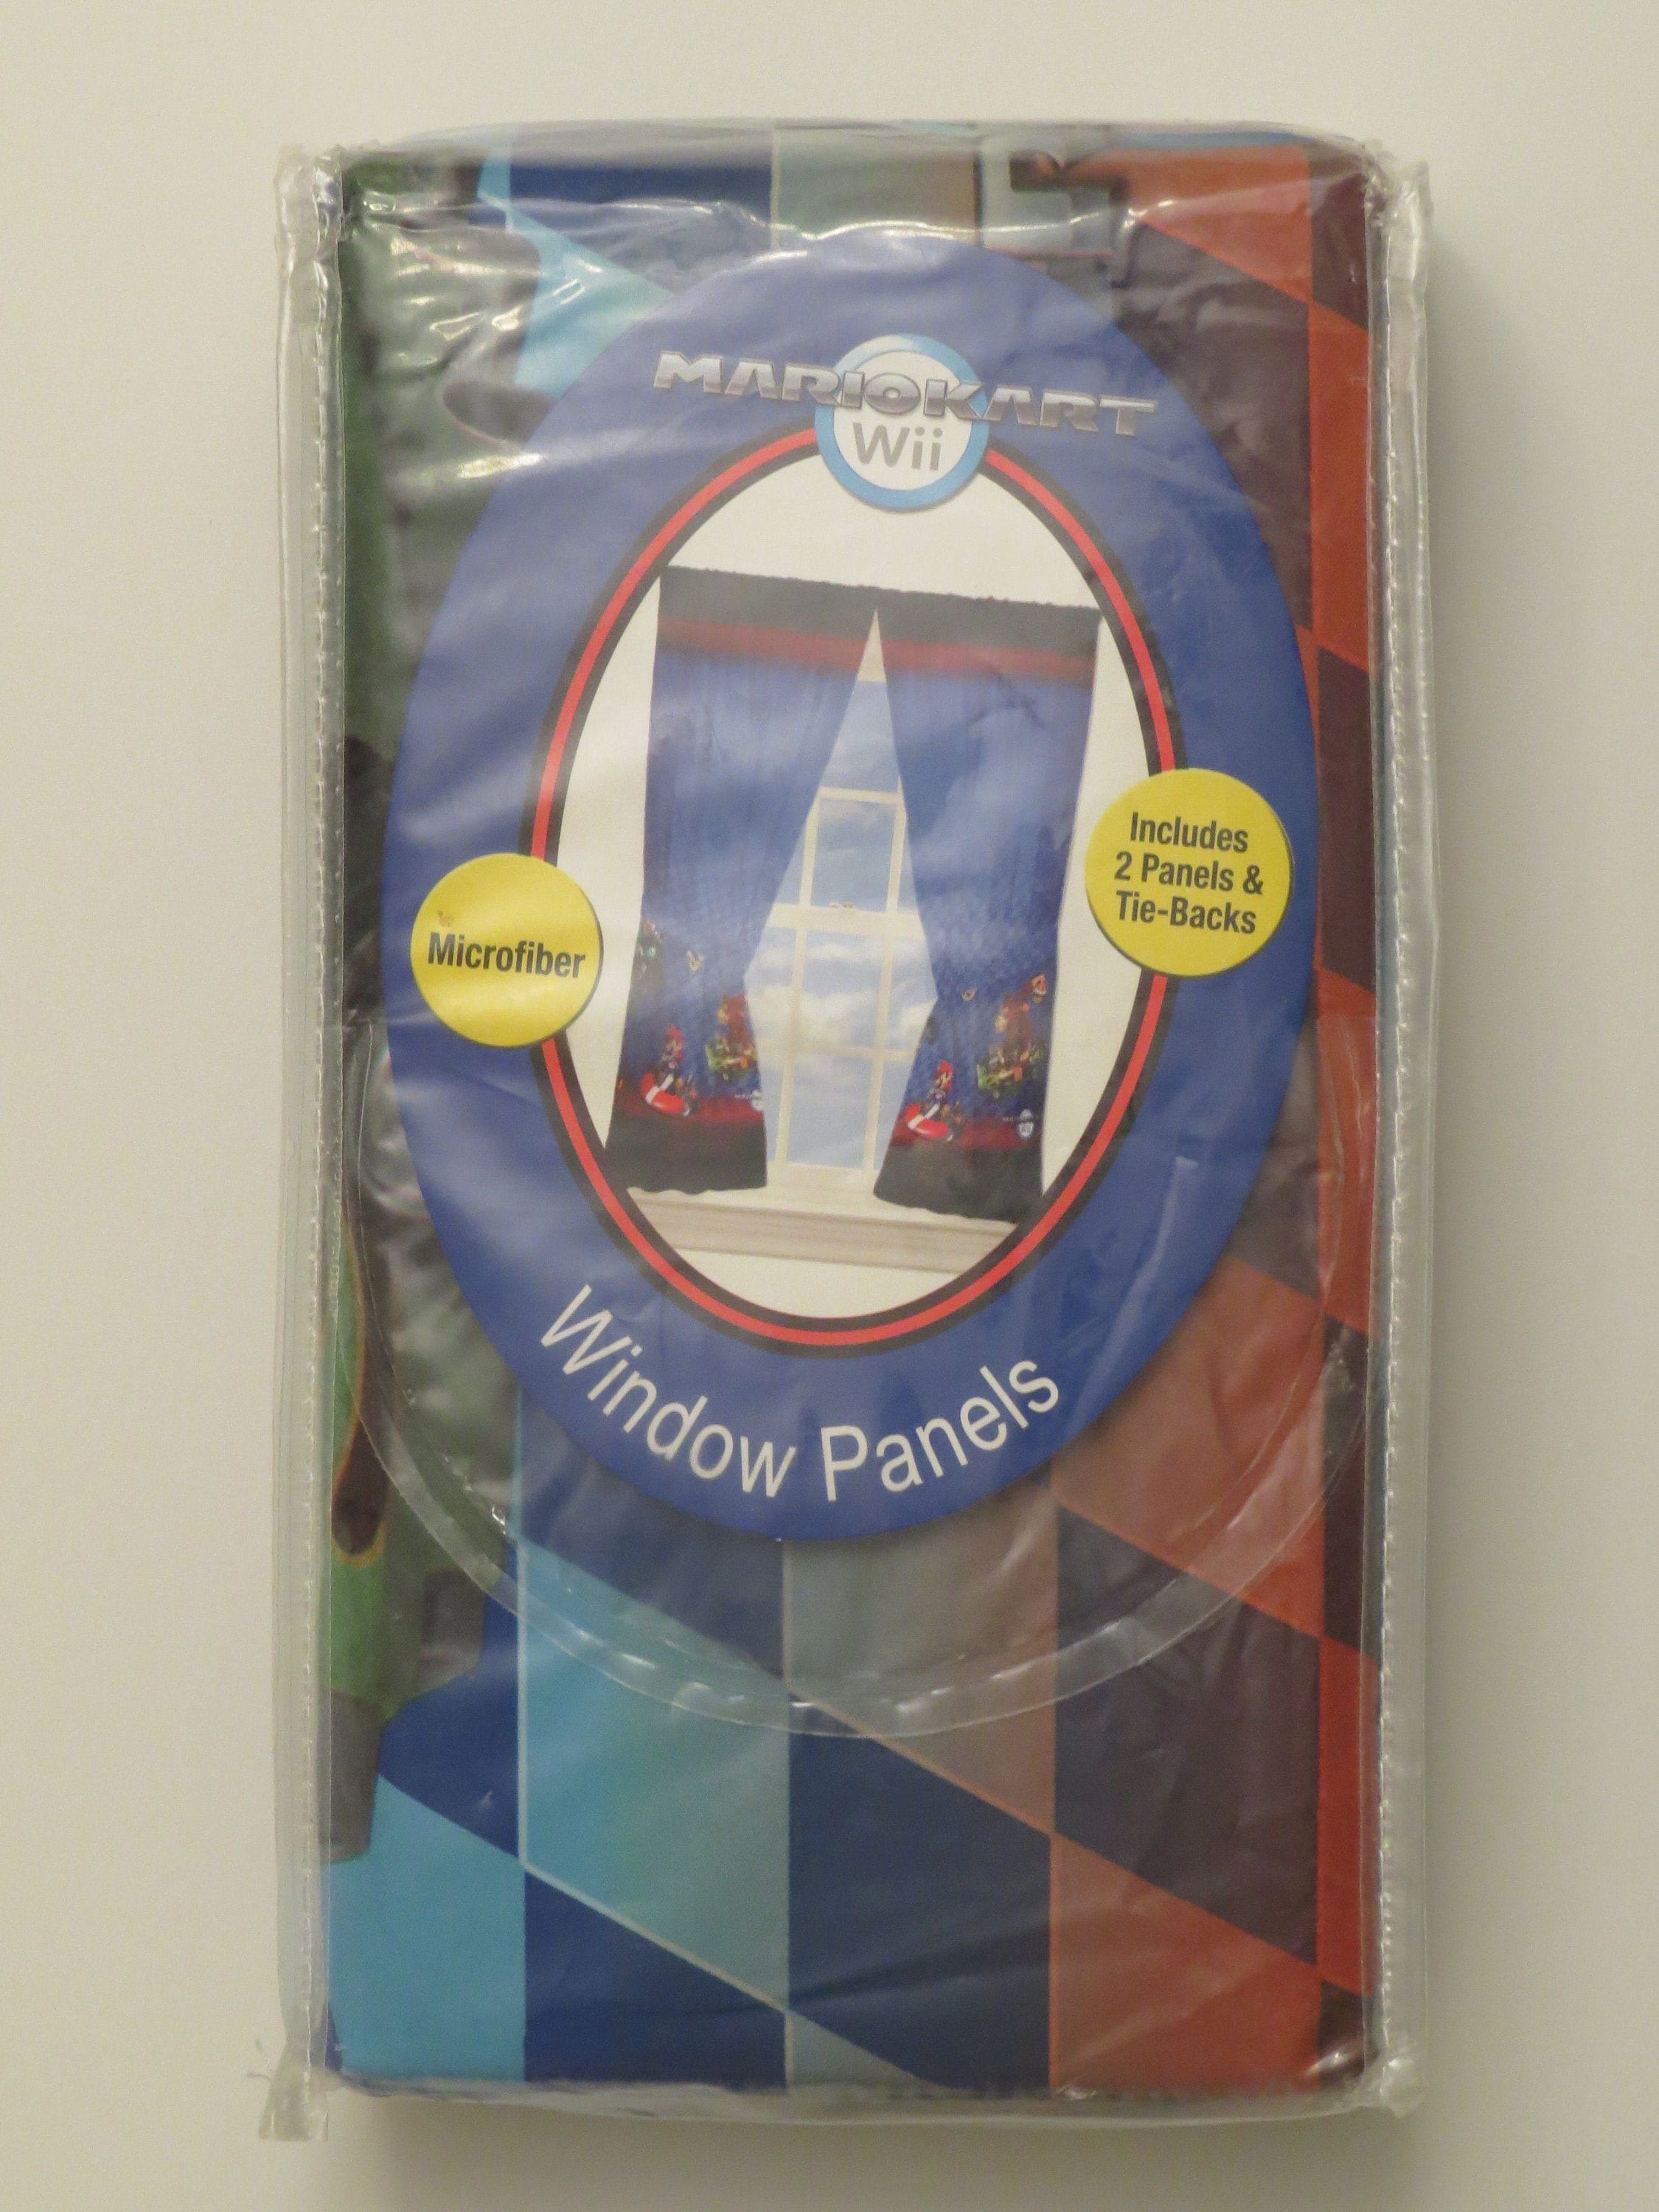 MARIOKART
Wii
Includes
2 Panels &
Tie-Backs
Microfiber
Window Panels